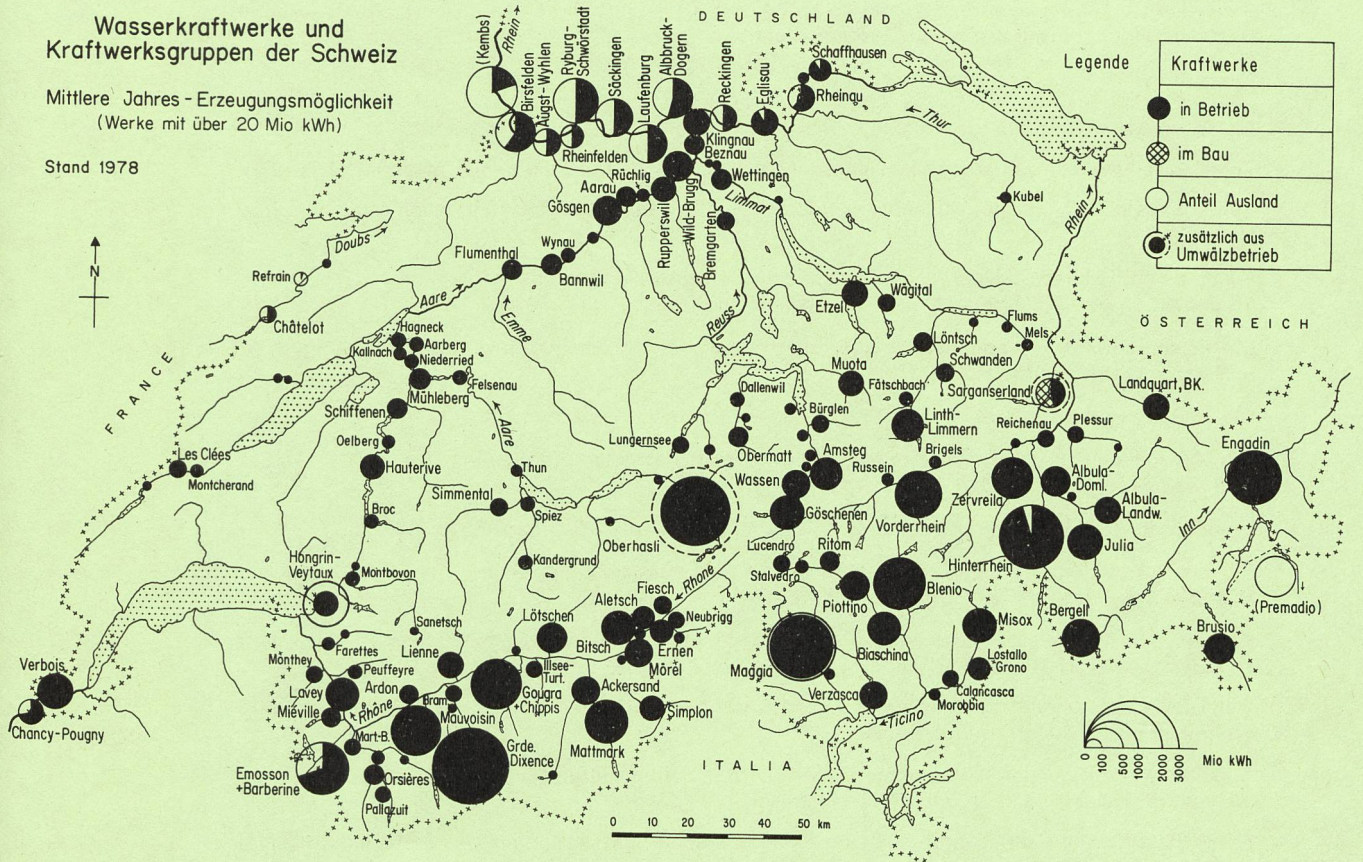 Wasserkraftwerke und
Kraftwerksgruppen der Schweiz
Mittlere Jahres-Erzeugungsmöglichkeit
(Werke mit über 20 Mio kWh)
Stand 1978
DEUTSCHLAND
Legende
Kraftwerke
in Betrieb
im Bau
Anteil Ausland
zusätzlich aus
Umwälzbetrieb
(Kembs)
Rhein
Birsfelden
Augst-Wyhlen
Ryburg-
Schwörstadt
Säckingen
Laufenburg
Albbruck-
Dogern
Reckingen
Eglisau
Schaffhausen
Rheinau
Thur
Rheinfelden
Klingnau
Beznau
Wettingen
Limmat
Rüchlig
Aarau
Gösgen
Rupperswil
Wild-Brugg
Bremgarten
Kubel
Rhein
N
Doubs
Refrain
Châtelot
Flumenthal
Wynau
Bannwil
Aare
Emme
Reuss
Etzel
Wägital
Flums
Mels
Löntsch
Schwanden
Sarganserland
ÖSTERREICH
FRANCE
Hagneck
Kallnach
Aarberg
Niederried
Mühleberg
Felsenau
Schiffenen
Oelberg
Hauterive
Aare
Les Clées
Montcherand
Broc
Dallenwil
Bürglen
Muota
Fätschbach
Linth-
Limmern
Lungernsee
Obermatt
Amsteg
Wassen
Göschenen
Russein
Brigels
Vorderrhein
Reichenau
Plessur
Landquart, BK.
Zervreila
Albula-
Doml.
Albula-
Landw.
Julia
Engadin
Inn
Thun
Simmental
Spiez
Kandergrund
Oberhasli
Lucendro
Stalvedro
Ritom
Piottino
Blenio
Hinterrhein
Bergell
(Premadio)
Brusio
Hongrin-
Veytaux
Montbovon
Sanetsch
Farettes
Lötschen
Aletsch
Fiesch
Rhone
Neubrigg
Bitsch
Ernen
Mörel
Maggia
Biaschina
Verzasca
Misox
Lostallo
Grono
Calancasca
Morobbia
Ticino
Verbois
Chancy-Pougny
Monthey
Peuffeyre
Lavey
Ardon
Miéville
Rhône
Lienne
Bram.
Mauvoisin
Mart-B.
Emosson
+Barberine
Orsières
Pallazuit
Grde.
Dixence
Gougra
+Chippis
Illsee-
Turt.
Ackersand
Mattmark
Simplon
ITALIA
0 10 20 30 40 50 km
0 100 500 1000 2000 3000 Mio kWh